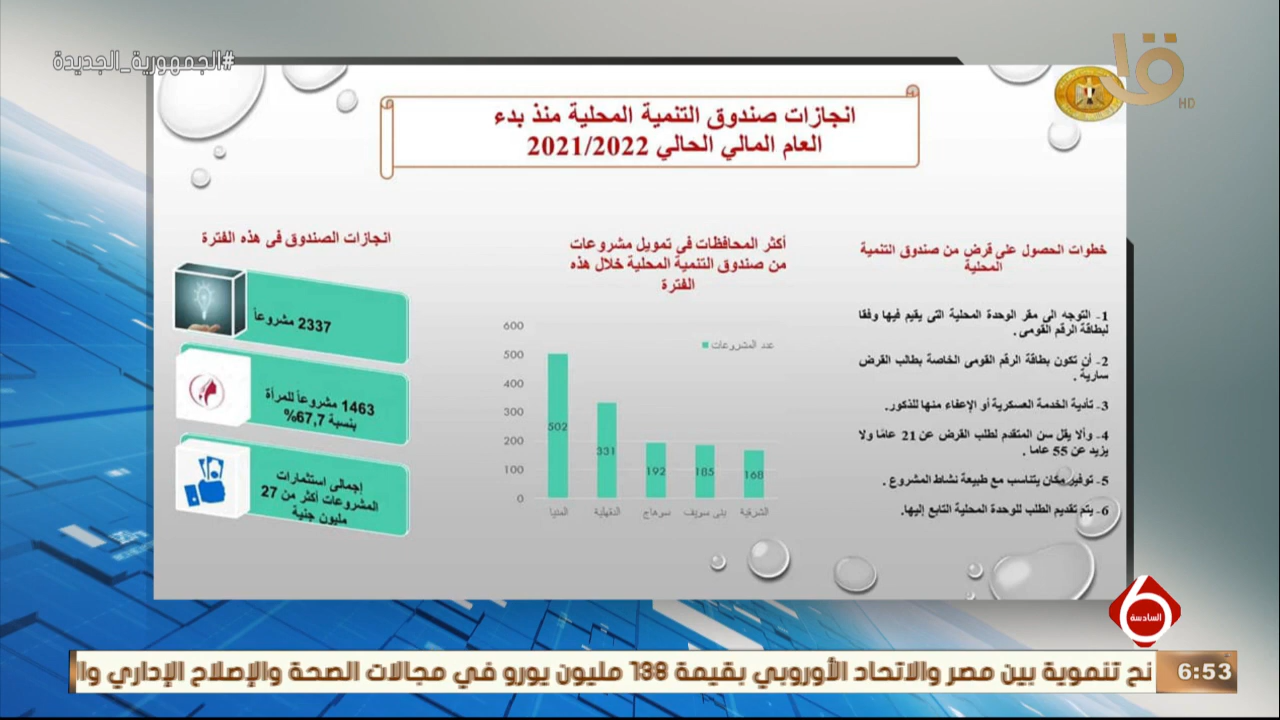 #الجمهورية_الجديدة
HD
انجازات صندوق التنمية المحلية منذ بدء
العام المالي الحالي 2021/2022
خطوات الحصول على قرض من صندوق التنمية
المحلية
1- التوجه الى مقر الوحدة المحلية التى يقيم فيها وفقا
لبطاقة الرقم القومى .
2- أن تكون بطاقة الرقم القومى الخاصة بطالب القرض
سارية .
3- تأدية الخدمة العسكرية أو الإعفاء منها للذكور.
4- وألا يقل سن المتقدم لطلب القرض عن 21 عامًا ولا
يزيد عن 55 عاما .
5- توفير مكان يتناسب مع طبيعة نشاط المشروع .
6- يتم تقديم الطلب للوحدة المحلية التابع إليها.
أكثر المحافظات فى تمويل مشروعات
من صندوق التنمية المحلية خلال هذه
الفترة
عدد المشروعات
600
500
400
300
200
100
0
502
331
192
185
168
المنيا
الدقهلية
سوهاج
بنى سويف
الشرقية
انجازات الصندوق فى هذه الفترة
2337 مشروعاً
1463 مشروعاً للمرأة
بنسبة 67,7%
إجمالى استثمارات
المشروعات أكثر من 27
مليون جنية
السادسة
6:53
نح تنموية بين مصر والاتحاد الأوروبي بقيمة 138 مليون يورو في مجالات الصحة والإصلاح الإداري وال